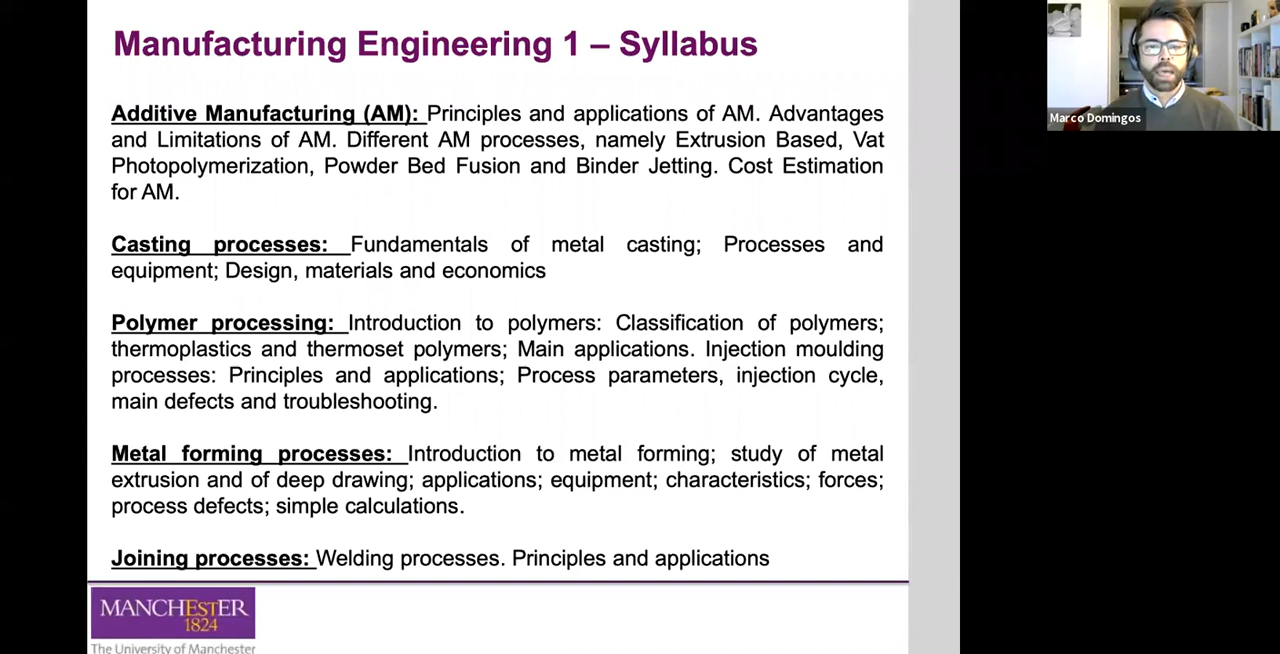 Manufacturing Engineering 1 – Syllabus
Additive Manufacturing (AM): Principles and applications of AM. Advantages
and Limitations of AM. Different AM processes, namely Extrusion Based, Vat
Photopolymerization, Powder Bed Fusion and Binder Jetting. Cost Estimation
for AM.
Casting processes: Fundamentals of metal casting; Processes and
equipment; Design, materials and economics
Polymer processing: Introduction to polymers: Classification of polymers;
thermoplastics and thermoset polymers; Main applications. Injection moulding
processes: Principles and applications; Process parameters, injection cycle,
main defects and troubleshooting.
Metal forming processes: Introduction to metal forming; study of metal
extrusion and of deep drawing; applications; equipment; characteristics; forces;
process defects; simple calculations.
Joining processes: Welding processes. Principles and applications
MANCHESTER
1824
The University of Manchester
Marco Domingos